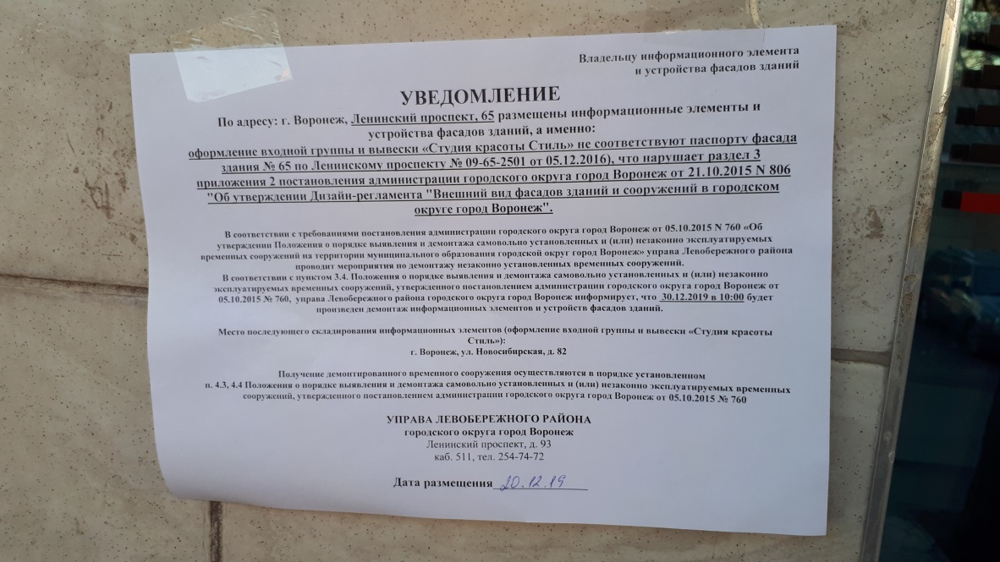 Владельцу информационного элемента
и устройства фасадов зданий
УВЕДОМЛЕНИЕ
По адресу: г. Воронеж, Ленинский проспект, 65 размещены информационные элементы и
устройства фасадов зданий, а именно:
оформление входной группы и вывески «Студия красоты Стиль» не соответствуют паспорту фасада
здания № 65 по Ленинскому проспекту № 09-65-2501 от 05.12.2016), что нарушает раздел 3
приложения 2 постановления администрации городского округа город Воронеж от 21.10.2015 N 806
"Об утверждении Дизайн-регламента "Внешний вид фасадов зданий и сооружений в городском
округе город Воронеж".
В соответствии с требованиями постановления администрации городского округа город Воронеж от 05.10.2015 N 760 «Об
утверждении Положения о порядке выявления и демонтажа самовольно установленных и (или) незаконно эксплуатируемых
временных сооружений на территории муниципального образования городской округ город Воронеж» управа Левобережного района
проводит мероприятия по демонтажу незаконно установленных временных сооружений.
В соответствии с пунктом 3.4. Положения о порядке выявления и демонтажа самовольно установленных и (или) незаконно
эксплуатируемых временных сооружений, утвержденного постановлением администрации городского округа город Воронеж от
05.10.2015 № 760, управа Левобережного района городского округа город Воронеж информирует, что 30.12.2019 в 10:00 будет
произведен демонтаж информационных элементов и устройств фасадов зданий.
Место последующего складирования информационных элементов (оформление входной группы и вывески «Студия красоты
Стиль»):
г. Воронеж, ул. Новосибирская, д. 82
Получение демонтированного временного сооружения осуществляются в порядке установленном
п. 4.3, 4.4 Положения о порядке выявления и демонтажа самовольно установленных и (или) незаконно эксплуатируемых временных
сооружений, утвержденного постановлением администрации городского округа город Воронеж от 05.10.2015 № 760
УПРАВА ЛЕВОБЕРЕЖНОГО РАЙОНА
городского округа город Воронеж
Ленинский проспект, д. 93
каб. 511, тел. 254-74-72
Дата размещения 20.12.19